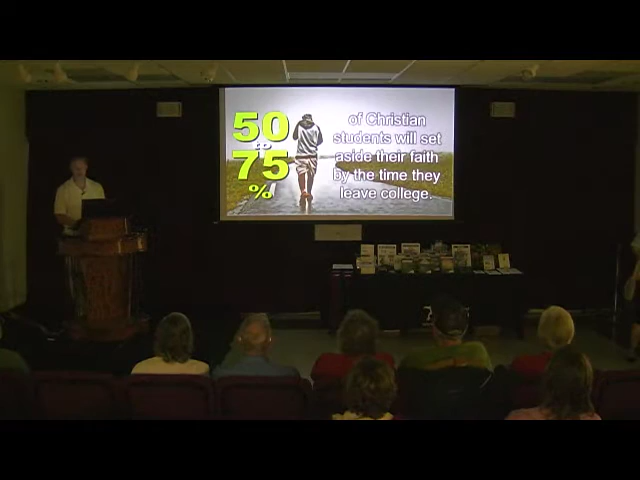 50
to
75
%
of Christian
students will set
aside their faith
by the time they
leave college.